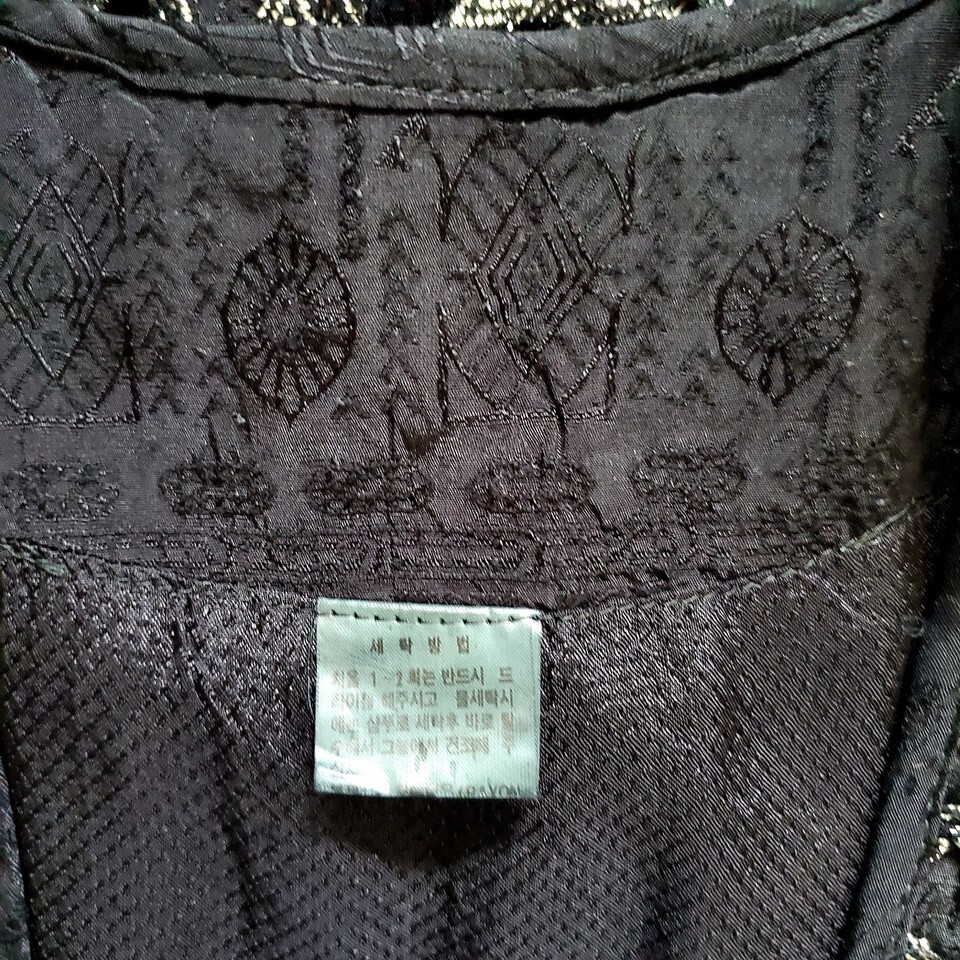 세탁방법
처음 1-2회는 반드시 드
라이를 해주시고 물세탁시
에는 샴푸로 세탁후 바로 탈
수해서 그늘에서 건조해 주
RAYON